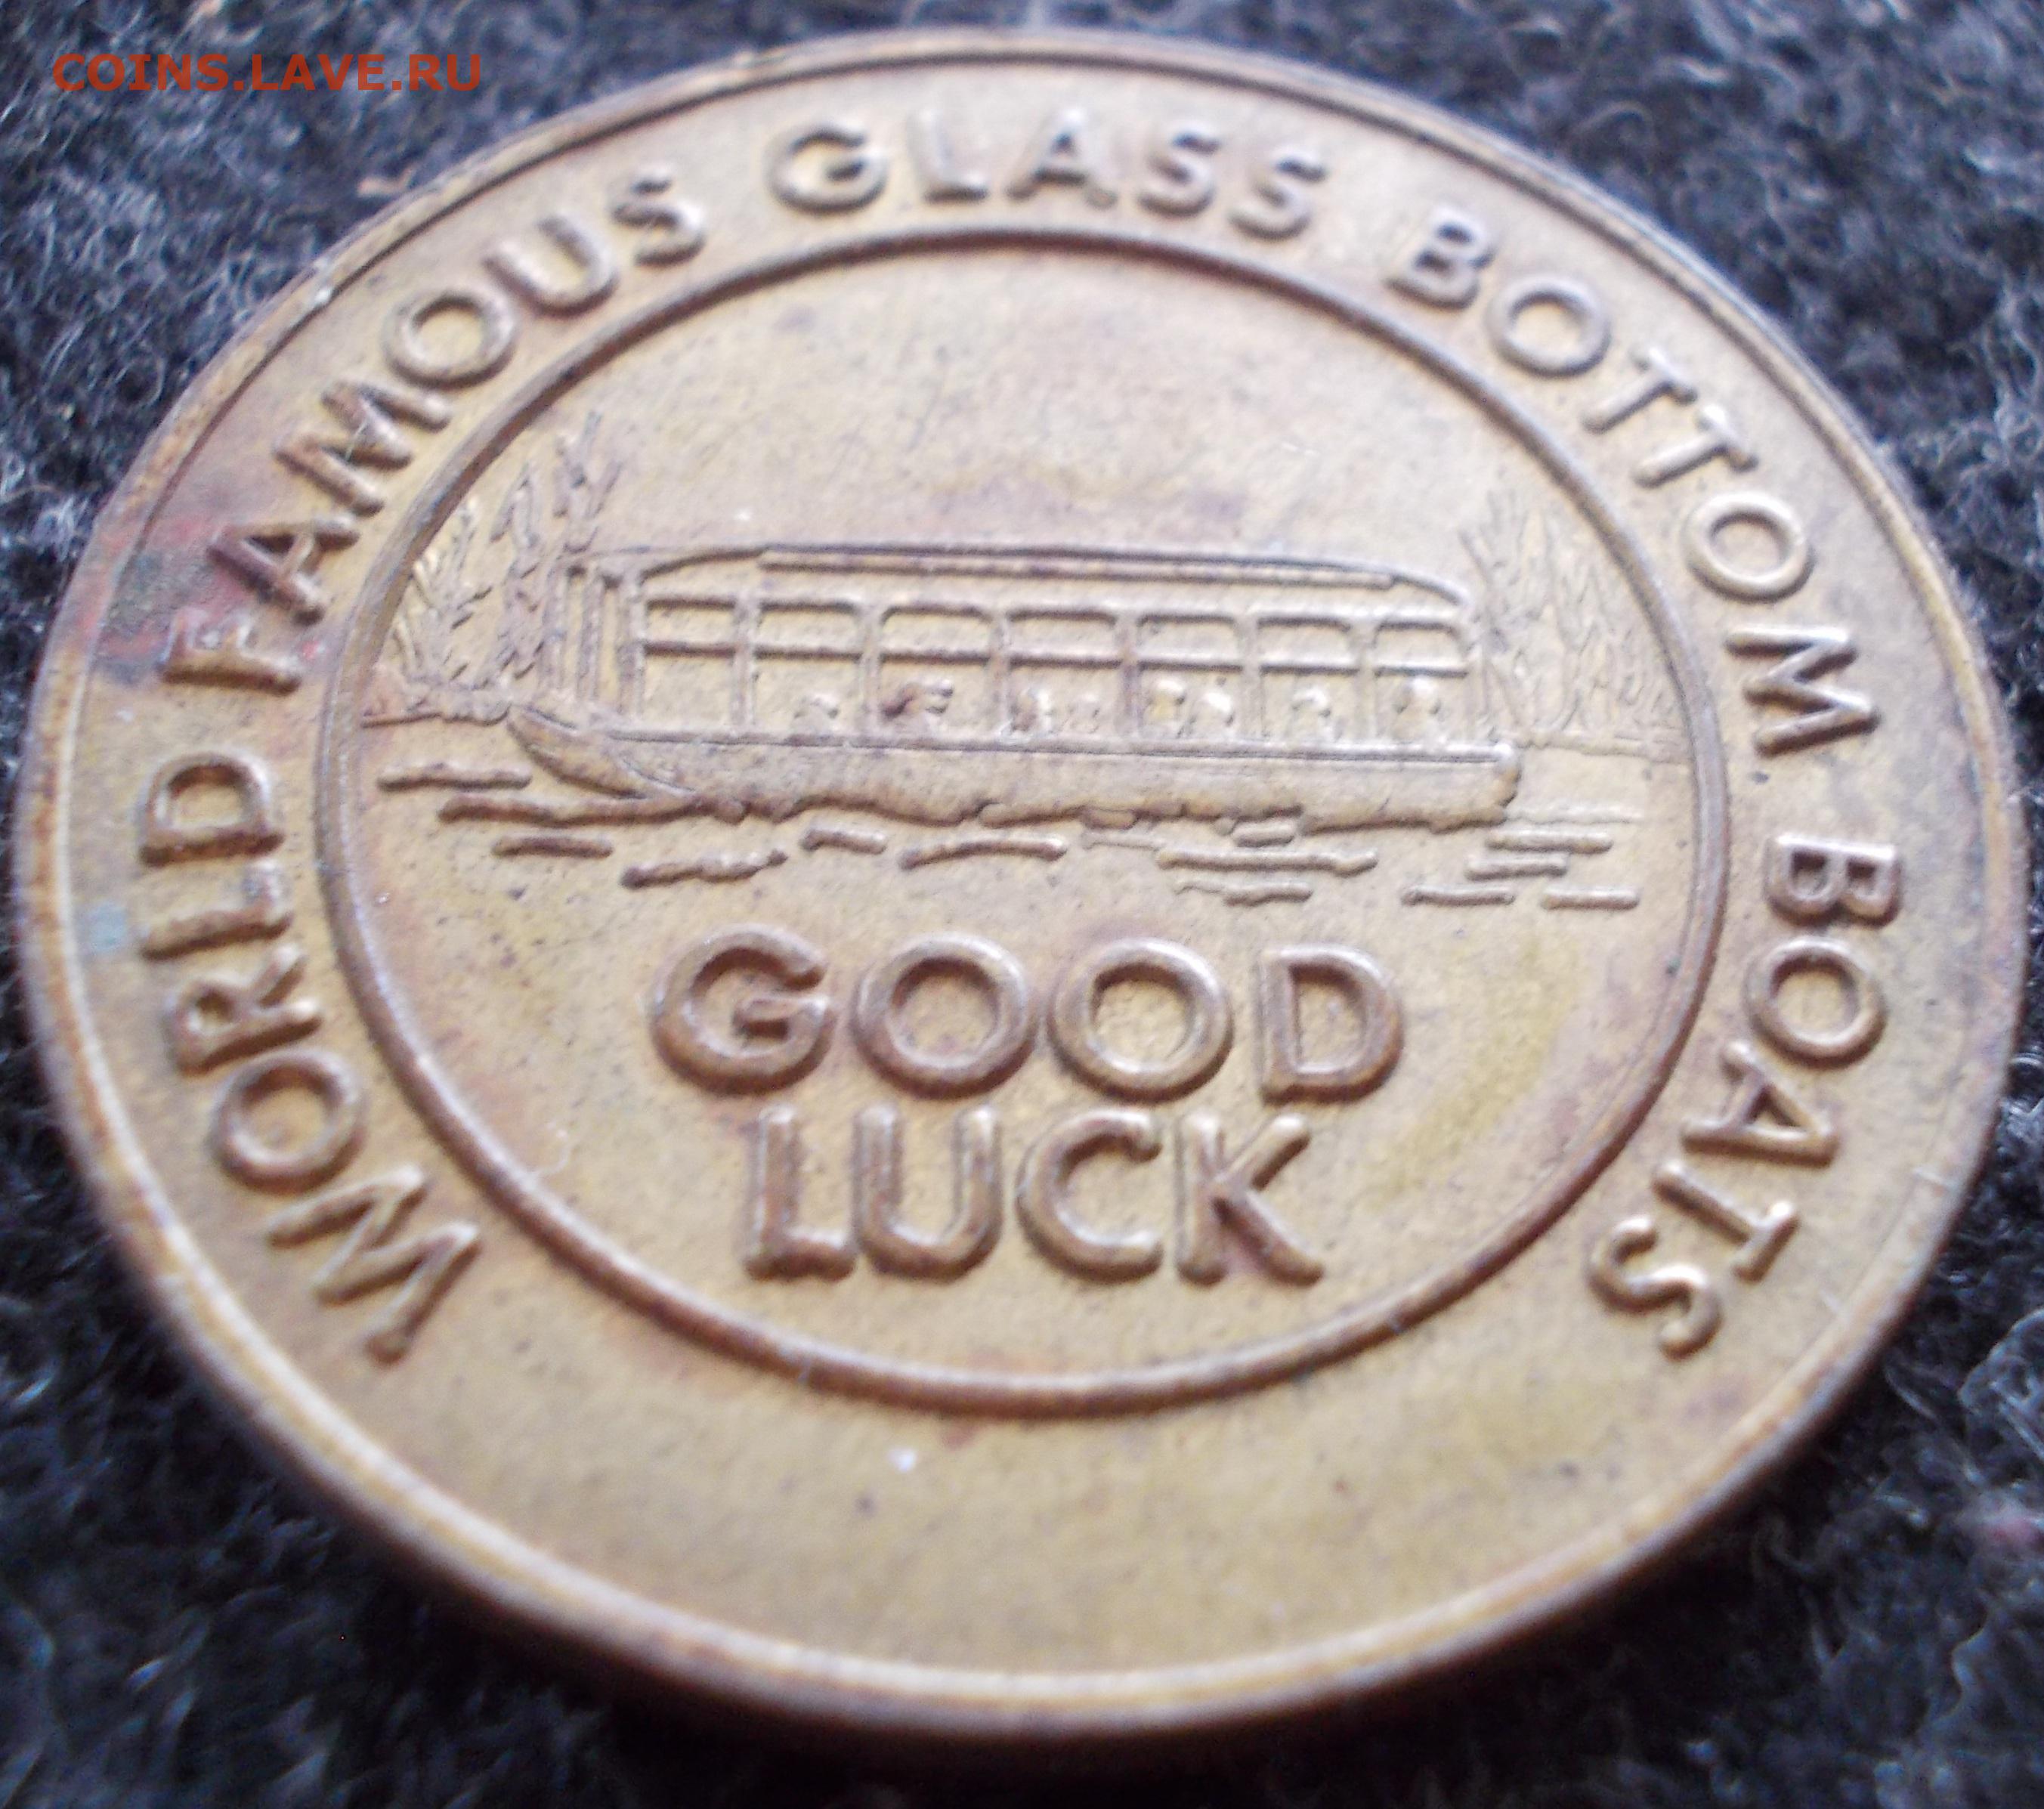 COINS.LAVE.RU
WORLD FAMOUS GLASS BOTTOM BOATS
GOOD
LUCK